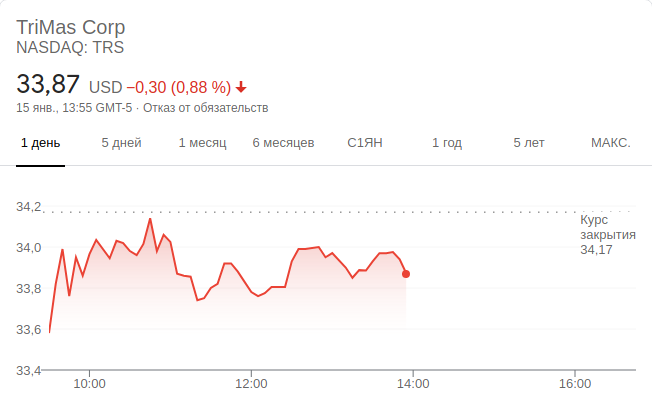 TriMas Corp
NASDAQ: TRS
33,87 USD −0,30 (0,88 %)
15 янв., 13:55 GMT-5 · Отказ от обязательств
1 день 5 дней 1 месяц 6 месяцев С1ЯН 1 год 5 лет МАКС.
34,2
Курс
закрытия
34,17
34,0
33,8
33,6
33,4
10:00 12:00 14:00 16:00